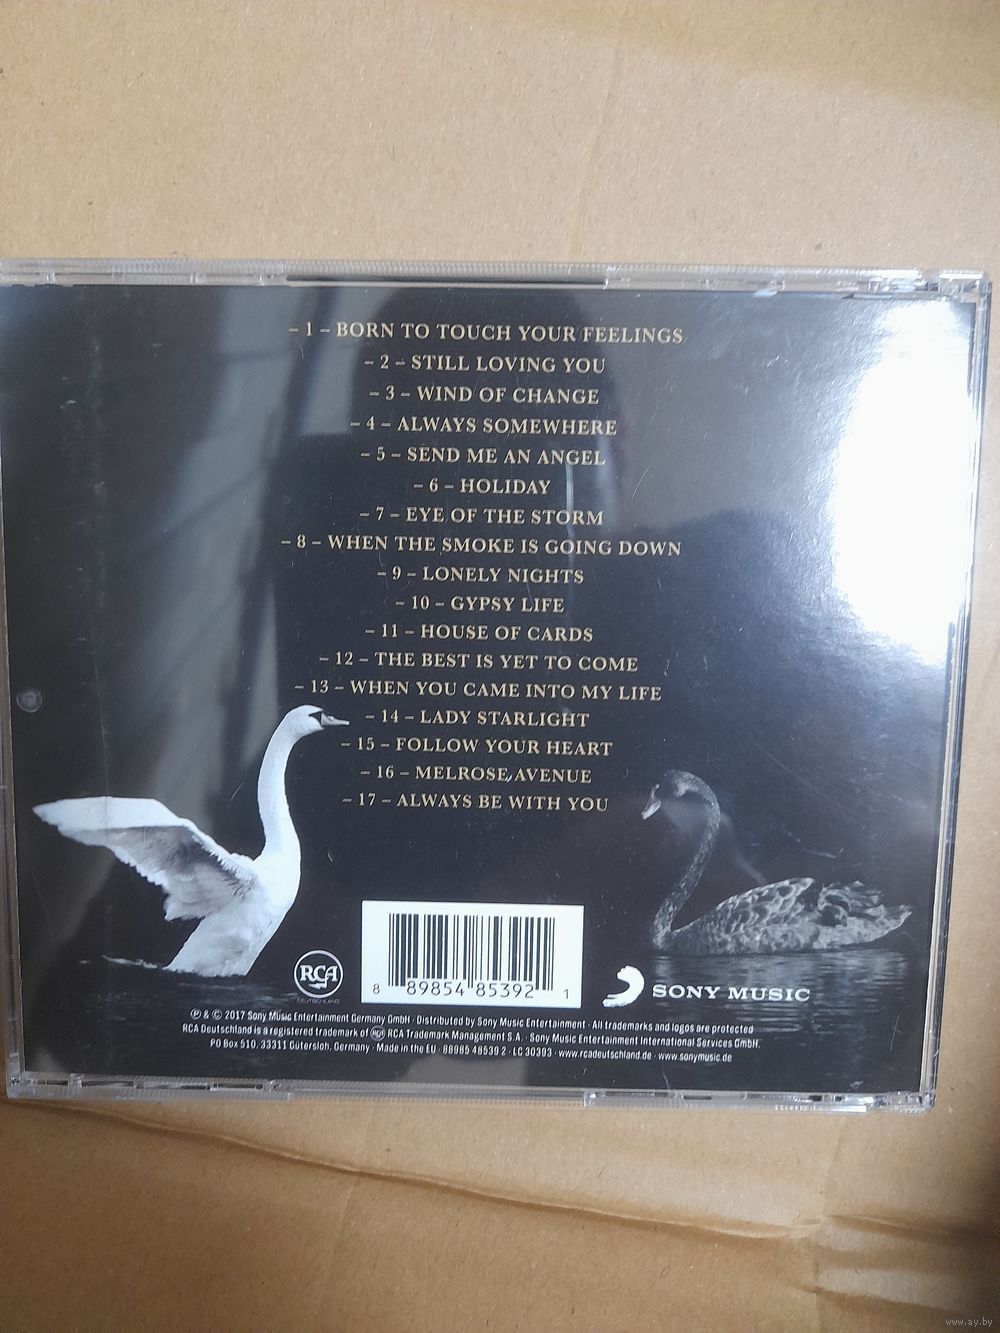 – 1 – BORN TO TOUCH YOUR FEELINGS
– 2 – STILL LOVING YOU
– 3 – WIND OF CHANGE
– 4 – ALWAYS SOMEWHERE
– 5 – SEND ME AN ANGEL
– 6 – HOLIDAY
– 7 – EYE OF THE STORM
– 8 – WHEN THE SMOKE IS GOING DOWN
– 9 – LONELY NIGHTS
– 10 – GYPSY LIFE
– 11 – HOUSE OF CARDS
– 12 – THE BEST IS YET TO COME
– 13 – WHEN YOU CAME INTO MY LIFE
– 14 – LADY STARLIGHT
– 15 – FOLLOW YOUR HEART
– 16 – MELROSE AVENUE
– 17 – ALWAYS BE WITH YOU
RCA
DEUTSCHLAND
8 89854 85392 1
SONY MUSIC
℗ & © 2017 Sony Music Entertainment Germany GmbH · Distributed by Sony Music Entertainment · All trademarks and logos are protected
RCA Deutschland is a registered trademark of RCA RCA Trademark Management S.A. · Sony Music Entertainment International Services GmbH,
PO Box 510, 33311 Gütersloh, Germany · Made in the EU · 88985 48539 2 · LC 30393 · www.rcadeutschland.de · www.sonymusic.de
www.ay.by